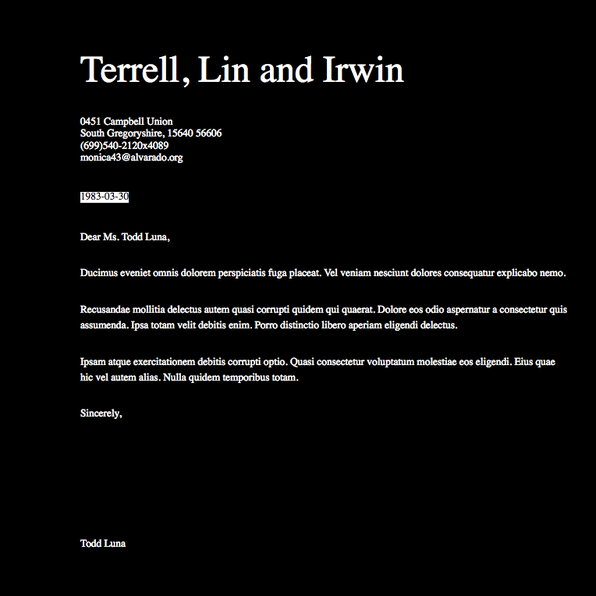 Terrell, Lin and Irwin
0451 Campbell Union
South Gregoryshire, 15640 56606
(699)540-2120x4089
monica43@alvarado.org
1983-03-30
Dear Ms. Todd Luna,
Ducimus eveniet omnis dolorem perspiciatis fuga placeat. Vel veniam nesciunt dolores consequatur explicabo nemo.
Recusandae mollitia delectus autem quasi corrupti quidem qui quaerat. Dolore eos odio aspernatur a consectetur quis
assumenda. Ipsa totam velit debitis enim. Porro distinctio libero aperiam eligendi delectus.
Ipsam atque exercitationem debitis corrupti optio. Quasi consectetur voluptatum molestiae eos eligendi. Eius quae
hic vel autem alias. Nulla quidem temporibus totam.
Sincerely,
Todd Luna